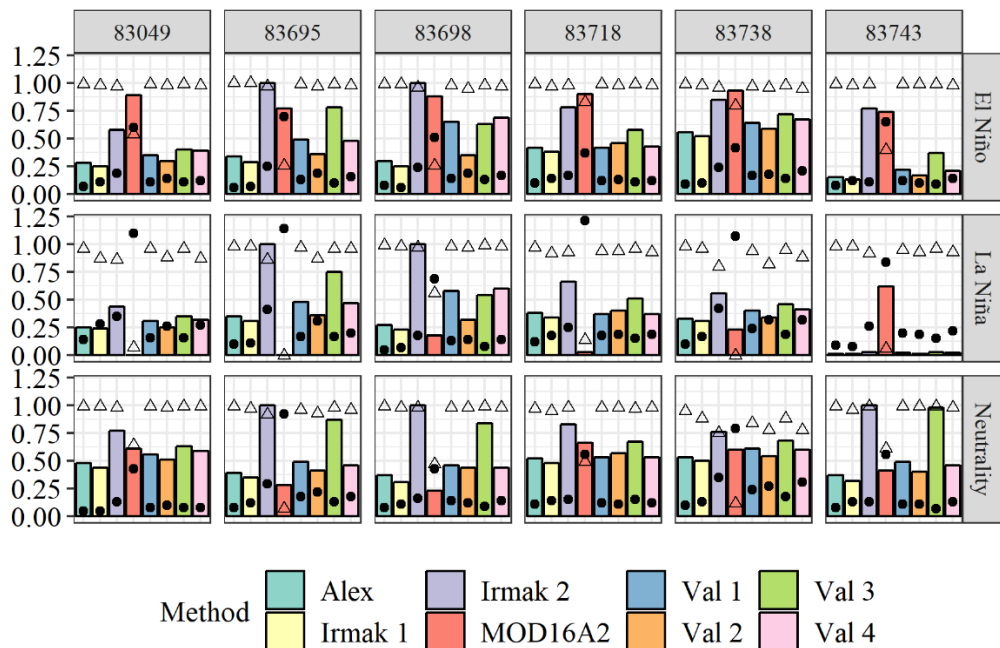 83049 83695 83698 83718 83738 83743
1.25
1.00
0.75
0.50
0.25
0.00
El Niño
1.25
1.00
0.75
0.50
0.25
0.00
La Niña
1.25
1.00
0.75
0.50
0.25
0.00
Neutrality
Method
Alex Irmak 2 Val 1 Val 3
Irmak 1 MOD16A2 Val 2 Val 4